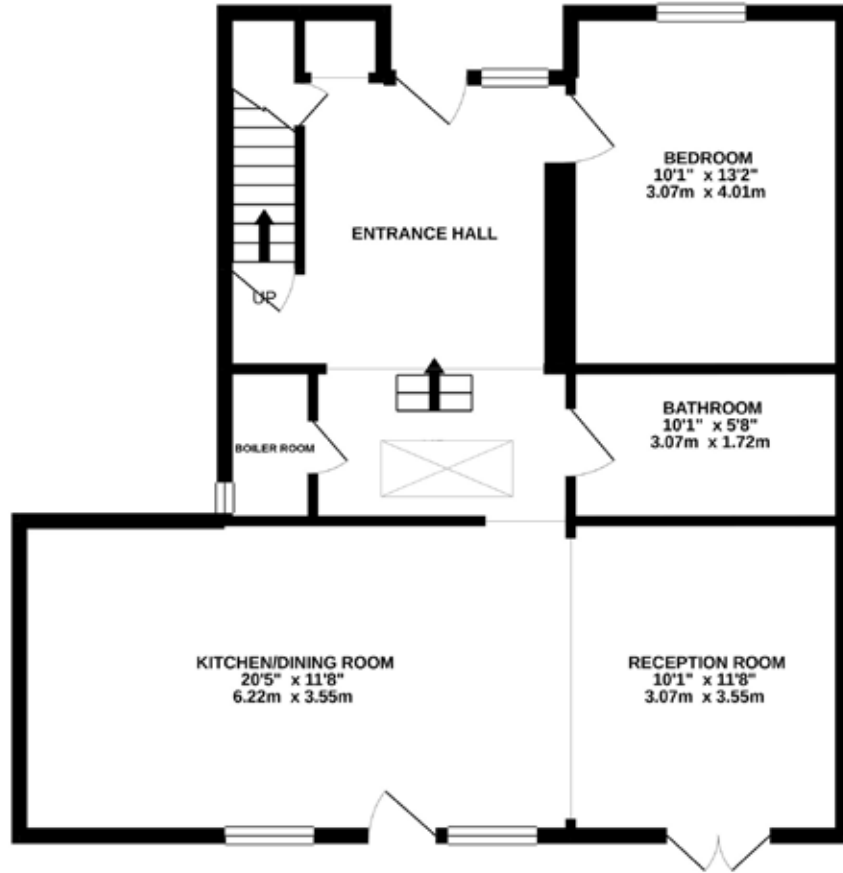 BEDROOM
10'1" x 13'2"
3.07m x 4.01m
ENTRANCE HALL
UP
BATHROOM
10'1" x 5'8"
3.07m x 1.72m
BOILER ROOM
KITCHEN/DINING ROOM
20'5" x 11'8"
6.22m x 3.55m
RECEPTION ROOM
10'1" x 11'8"
3.07m x 3.55m